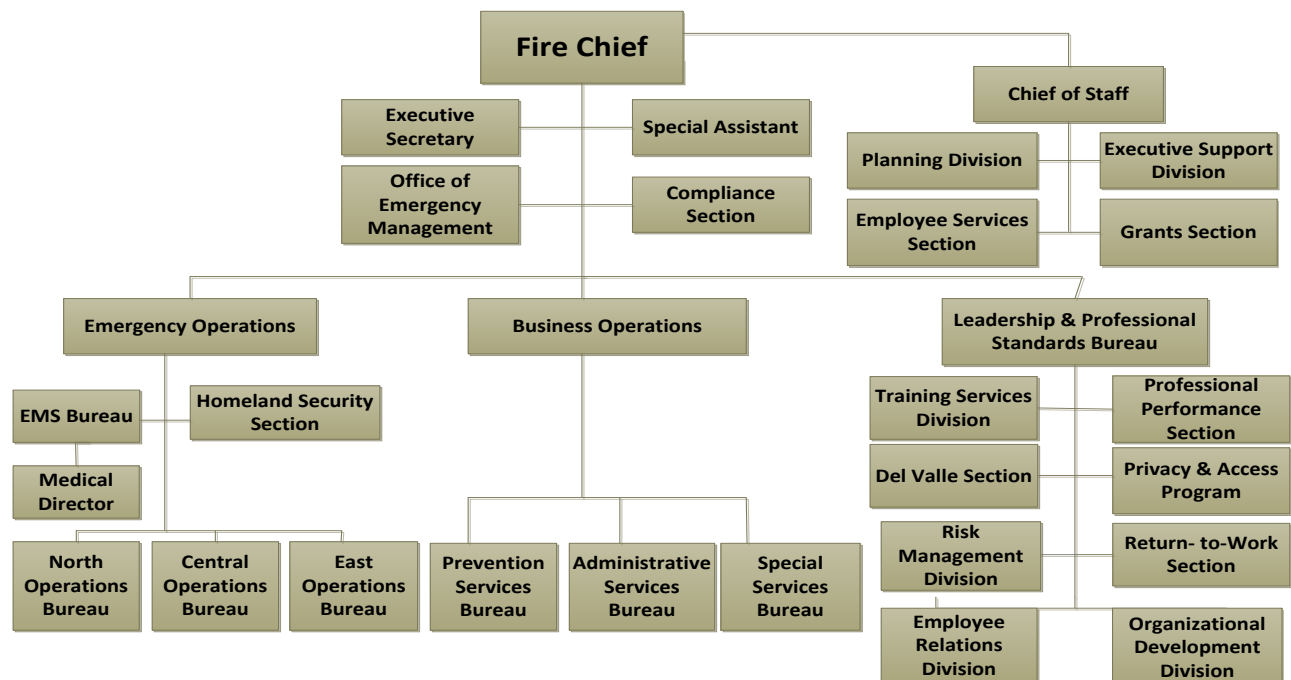 Fire Chief
Chief of Staff
Executive
Secretary
Special Assistant
Planning Division
Executive Support
Division
Office of
Emergency
Management
Compliance
Section
Employee Services
Section
Grants Section
Emergency Operations
Business Operations
Leadership & Professional
Standards Bureau
EMS Bureau
Homeland Security
Section
Medical
Director
North
Operations
Bureau
Central
Operations
Bureau
East
Operations
Bureau
Prevention
Services
Bureau
Administrative
Services
Bureau
Special
Services
Bureau
Training Services
Division
Professional
Performance
Section
Del Valle Section
Privacy & Access
Program
Risk
Management
Division
Return- to-Work
Section
Employee
Relations
Division
Organizational
Development
Division